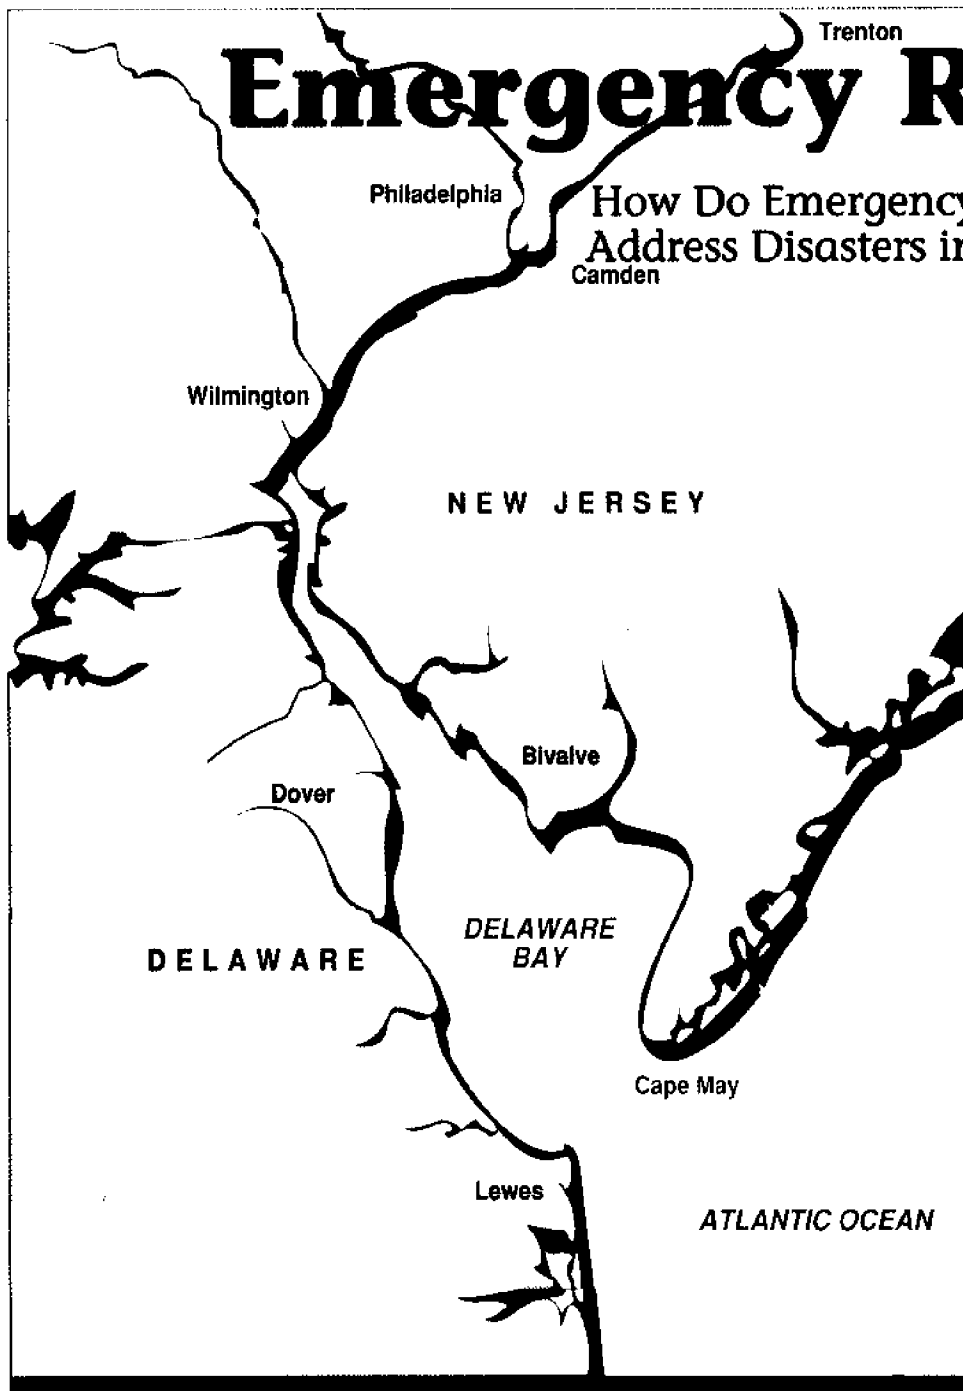 Trenton
Emergency R
Philadelphia
How Do Emergency
Address Disasters in
Camden
Wilmington
NEW JERSEY
Bivalve
Dover
DELAWARE
BAY
DELAWARE
Cape May
Lewes
ATLANTIC OCEAN